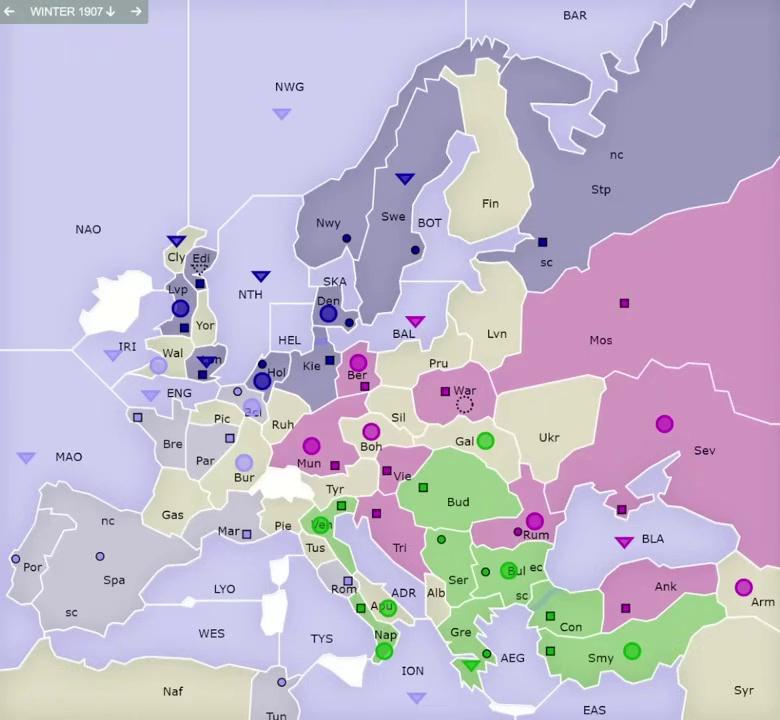 ← WINTER 1907 ↓ →
BAR
NWG
nc
Stp
Fin
Nwy
Swe
BOT
NAO
Cly
Edi
sc
SKA
Lvp
NTH
Den
Mos
Yor
HEL
BAL
Lvn
IRI
Wal
Hol
Kie
Ber
Pru
ENG
War
Pic
Ruh
Sil
Bre
Gal
Ukr
Par
Mun
Boh
Sev
MAO
Bur
Vie
Tyr
Bud
nc
Gas
Ven
Mar
Pie
Rum
BLA
Tus
Tri
Por
Spa
Bul
ec
Ank
Ser
LYO
Rom
ADR
Alb
sc
Arm
sc
Apu
Con
WES
Nap
Gre
TYS
AEG
Smy
ION
Syr
Naf
Tun
EAS